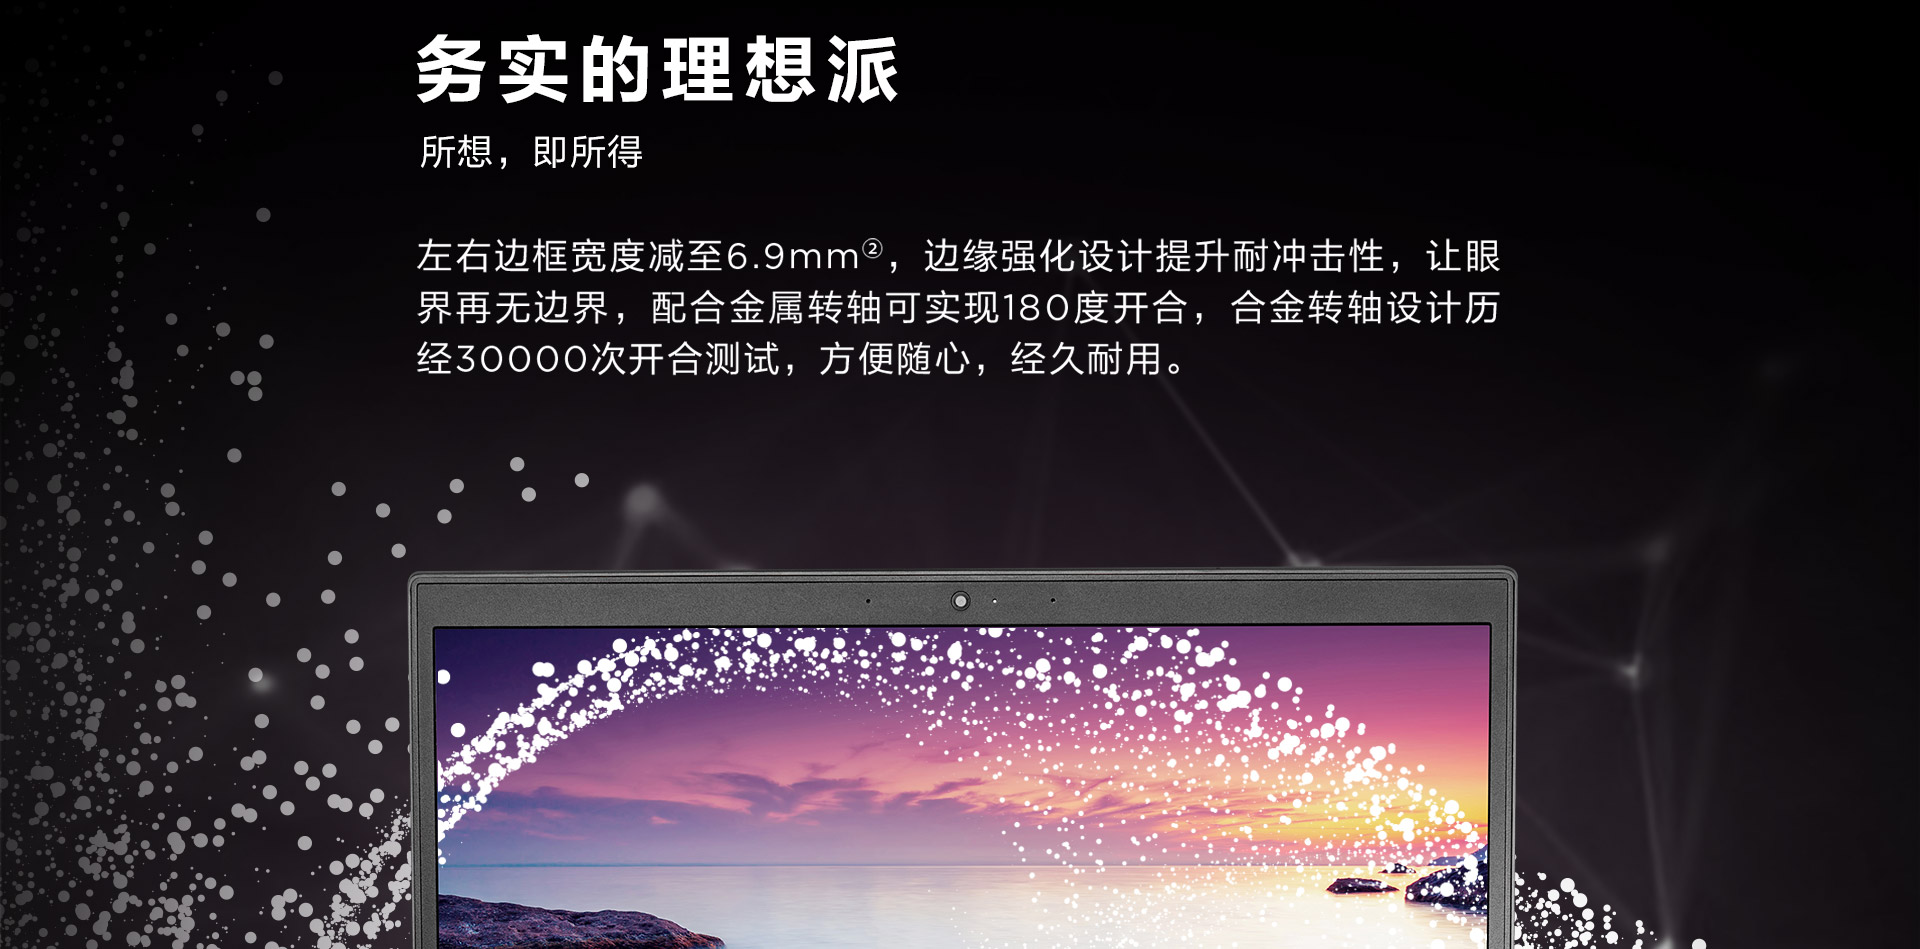 务实的理想派
所想，即所得
左右边框宽度减至6.9mm②，边缘强化设计提升耐冲击性，让眼
界再无边界，配合金属转轴可实现180度开合，合金转轴设计历
经30000次开合测试，方便随心，经久耐用。